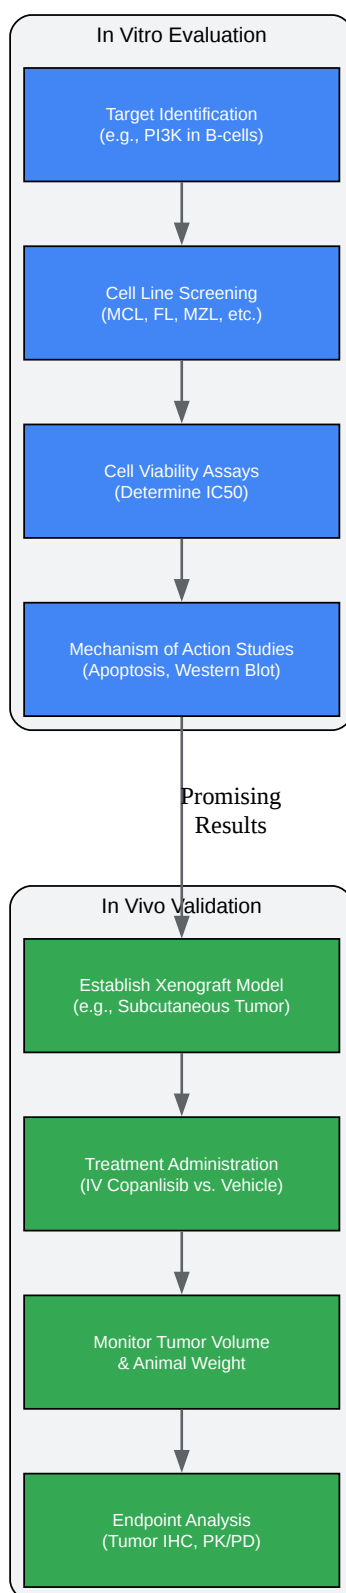 In Vitro Evaluation
Target Identification
(e.g., PI3K in B-cells)
Cell Line Screening
(MCL, FL, MZL, etc.)
Cell Viability Assays
(Determine IC50)
Mechanism of Action Studies
(Apoptosis, Western Blot)
Promising
Results
In Vivo Validation
Establish Xenograft Model
(e.g., Subcutaneous Tumor)
Treatment Administration
(IV Copanlisib vs. Vehicle)
Monitor Tumor Volume
& Animal Weight
Endpoint Analysis
(Tumor IHC, PK/PD)